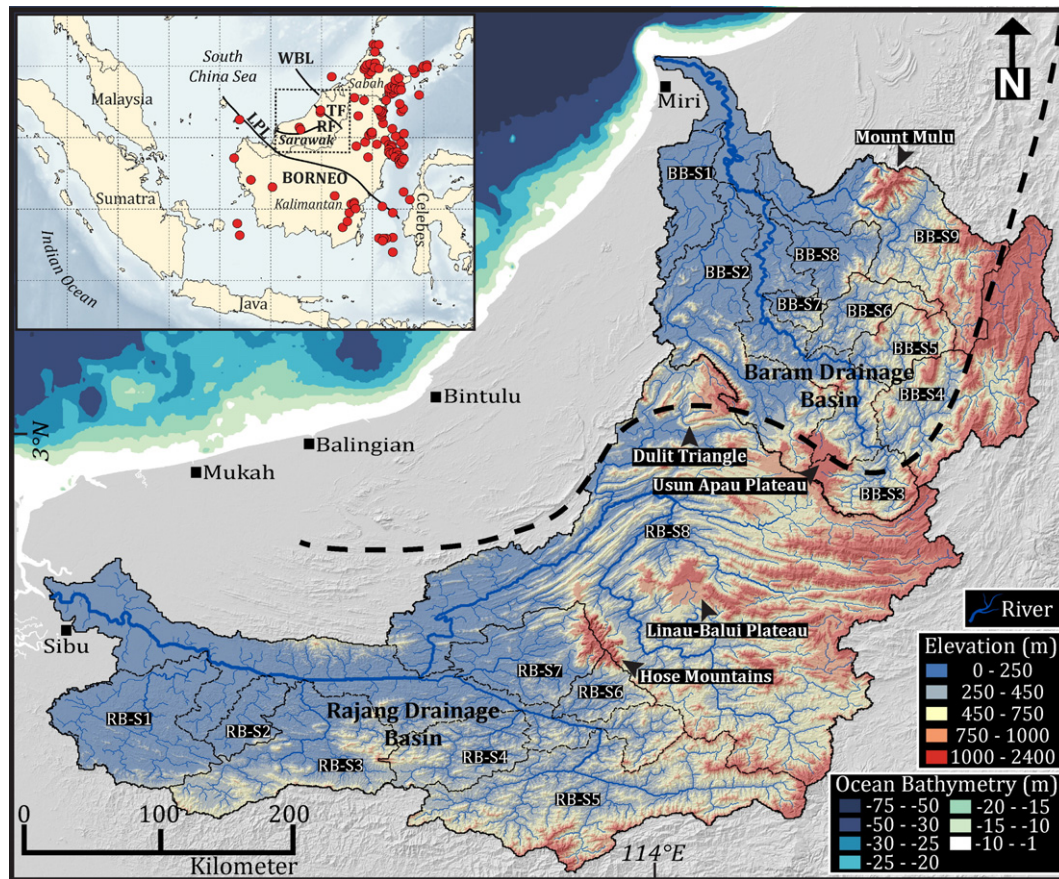 South
China Sea
WBL
Malaysia
Sabah
TF
LPL
RF
Sarawak
BORNEO
Kalimantan
Sumatra
Celebes
Indian Ocean
Java
N
Miri
Mount Mulu
BB-S1
BB-S9
BB-S8
BB-S2
BB-S7
BB-S6
BB-S5
Baram Drainage
Basin
BB-S4
Bintulu
3°N
Balingian
Mukah
Dulit Triangle
Usun Apau Plateau
BB-S3
RB-S8
Sibu
Linau-Balui Plateau
Hose Mountains
RB-S7
RB-S6
RB-S1
RB-S2
Rajang Drainage
Basin
RB-S3
RB-S4
RB-S5
River
Elevation (m)
0 - 250
250 - 450
450 - 750
750 - 1000
1000 - 2400
Ocean Bathymetry (m)
-75 - -50
-50 - -30
-30 - -25
-25 - -20
-20 - -15
-15 - -10
-10 - -1
0 100 200
Kilometer
114°E